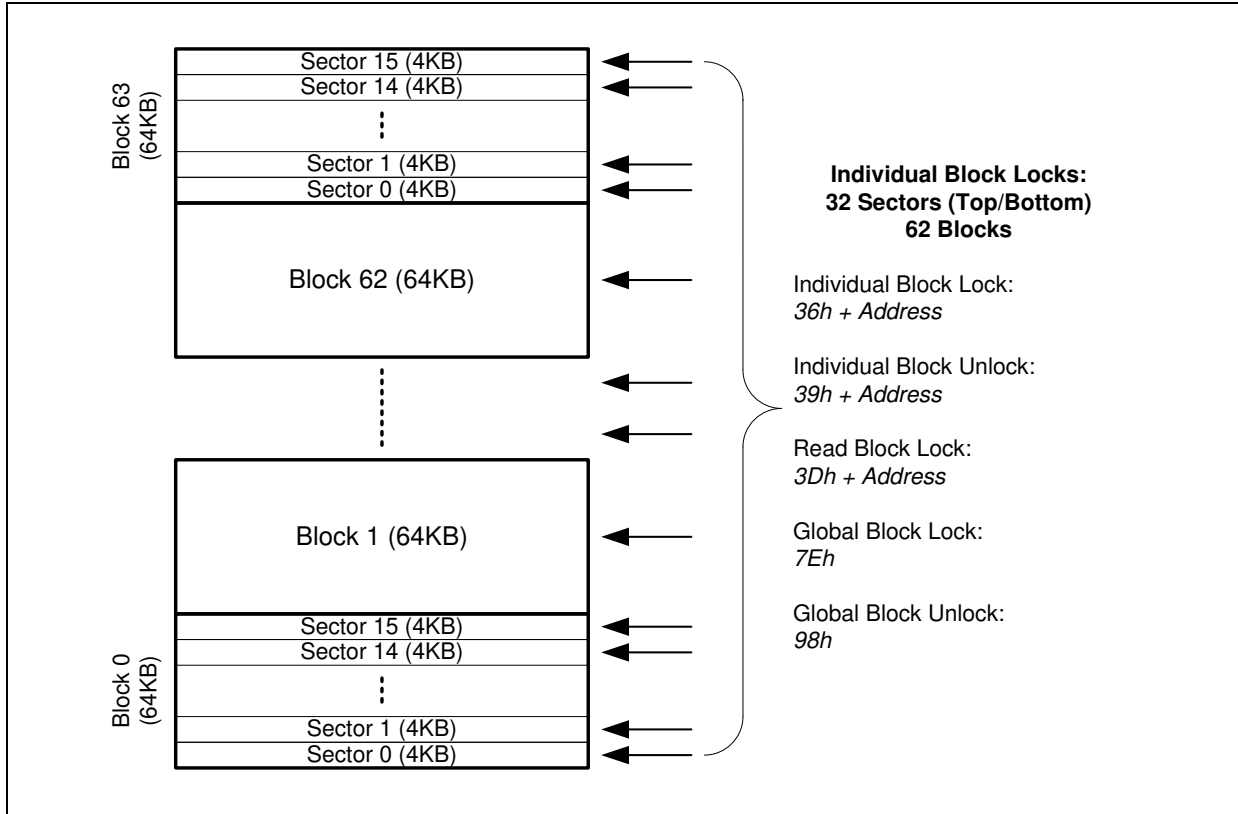 Block 63
(64KB)
Sector 15 (4KB)
Sector 14 (4KB)
Sector 1 (4KB)
Sector 0 (4KB)
Block 62 (64KB)
Block 1 (64KB)
Block 0
(64KB)
Sector 15 (4KB)
Sector 14 (4KB)
Sector 1 (4KB)
Sector 0 (4KB)
Individual Block Locks:
32 Sectors (Top/Bottom)
62 Blocks
Individual Block Lock:
36h + Address
Individual Block Unlock:
39h + Address
Read Block Lock:
3Dh + Address
Global Block Lock:
7Eh
Global Block Unlock:
98h